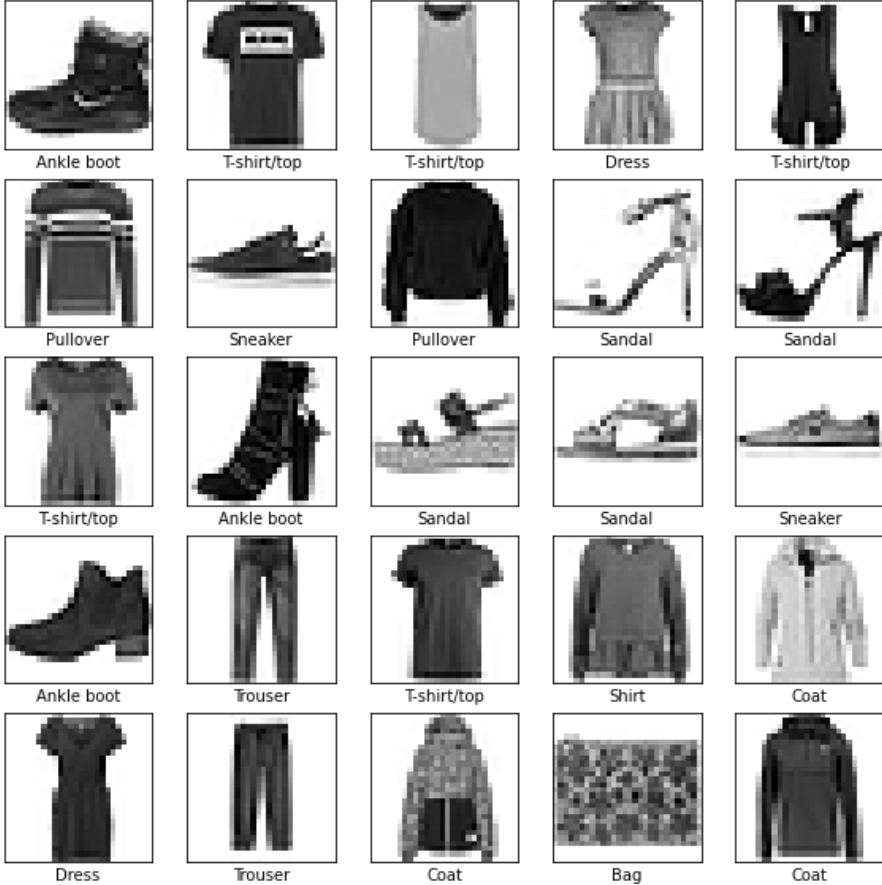 Ankle boot
T-shirt/top
T-shirt/top
Dress
T-shirt/top
Pullover
Sneaker
Pullover
Sandal
Sandal
T-shirt/top
Ankle boot
Sandal
Sandal
Sneaker
Ankle boot
Trouser
T-shirt/top
Shirt
Coat
Dress
Trouser
Coat
Bag
Coat